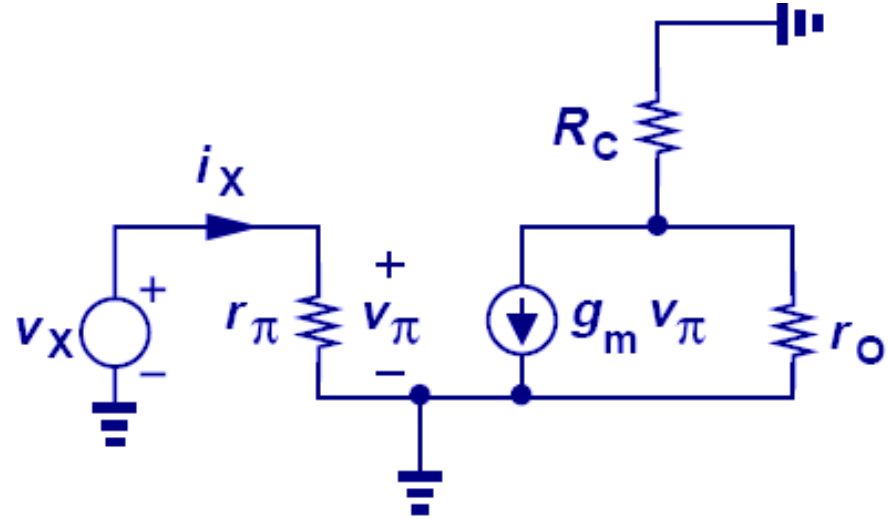 R_C
i_X
+
+
v_X
r_π
v_π
g_m v_π
r_O
−
−